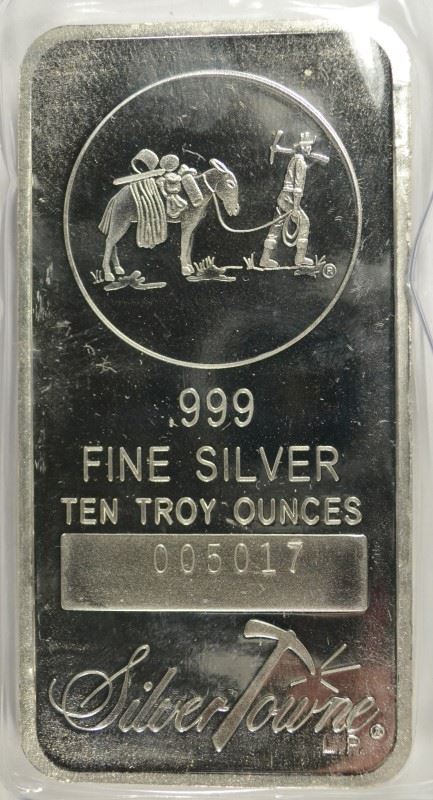 ®
.999
FINE SILVER
TEN TROY OUNCES
005017
SilverTowne®
L.P.